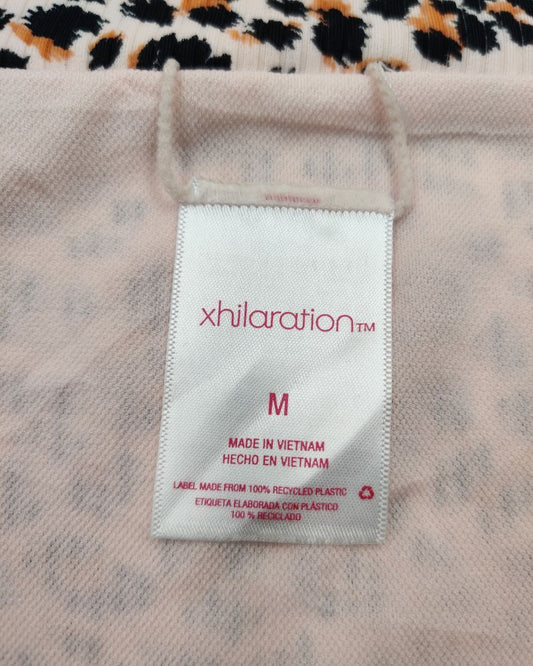 xhilaration™
M
MADE IN VIETNAM
HECHO EN VIETNAM
LABEL MADE FROM 100% RECYCLED PLASTIC
ETIQUETA ELABORADA CON PLÁSTICO
100 % RECICLADO